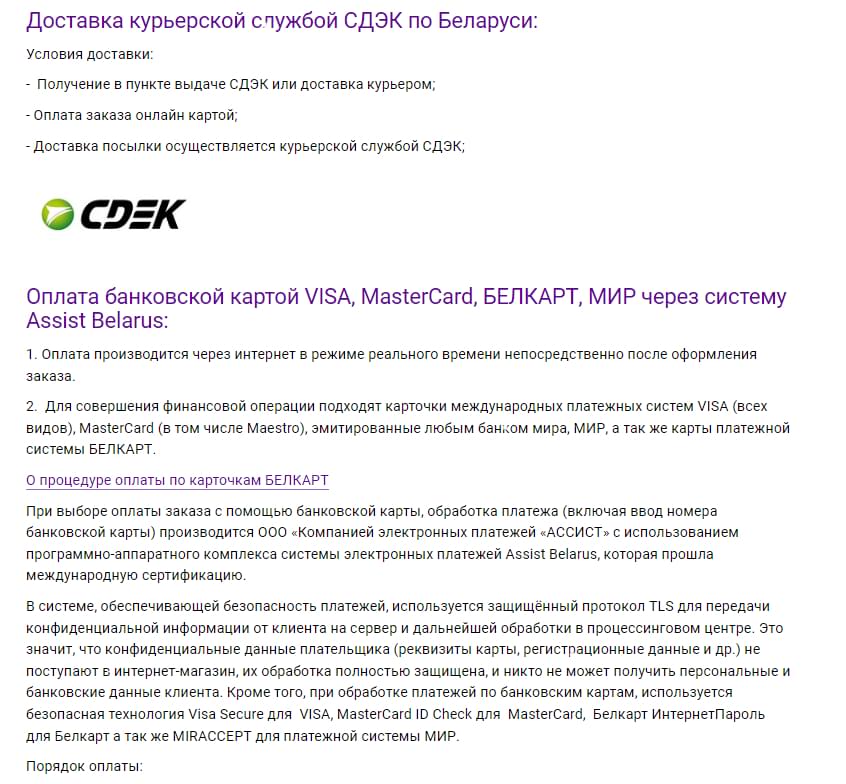 Доставка курьерской службой СДЭК по Беларуси:
Условия доставки:
- Получение в пункте выдаче СДЭК или доставка курьером;
- Оплата заказа онлайн картой;
- Доставка посылки осуществляется курьерской службой СДЭК;
CDEK
Оплата банковской картой VISA, MasterCard, БЕЛКАРТ, МИР через систему
Assist Belarus:
1. Оплата производится через интернет в режиме реального времени непосредственно после оформления
заказа.
2. Для совершения финансовой операции подходят карточки международных платежных систем VISA (всех
видов), MasterCard (в том числе Maestro), эмитированные любым банком мира, МИР, а так же карты платежной
системы БЕЛКАРТ.
О процедуре оплаты по карточкам БЕЛКАРТ
При выборе оплаты заказа с помощью банковской карты, обработка платежа (включая ввод номера
банковской карты) производится ООО «Компанией электронных платежей «АССИСТ» с использованием
программно-аппаратного комплекса системы электронных платежей Assist Belarus, которая прошла
международную сертификацию.
В системе, обеспечивающей безопасность платежей, используется защищённый протокол TLS для передачи
конфиденциальной информации от клиента на сервер и дальнейшей обработки в процессинговом центре. Это
значит, что конфиденциальные данные плательщика (реквизиты карты, регистрационные данные и др.) не
поступают в интернет-магазин, их обработка полностью защищена, и никто не может получить персональные и
банковские данные клиента. Кроме того, при обработке платежей по банковским картам, используется
безопасная технология Visa Secure для VISA, MasterCard ID Check для MasterCard, Белкарт ИнтернетПароль
для Белкарт а так же MIRACCEPT для платежной системы МИР.
Порядок оплаты: